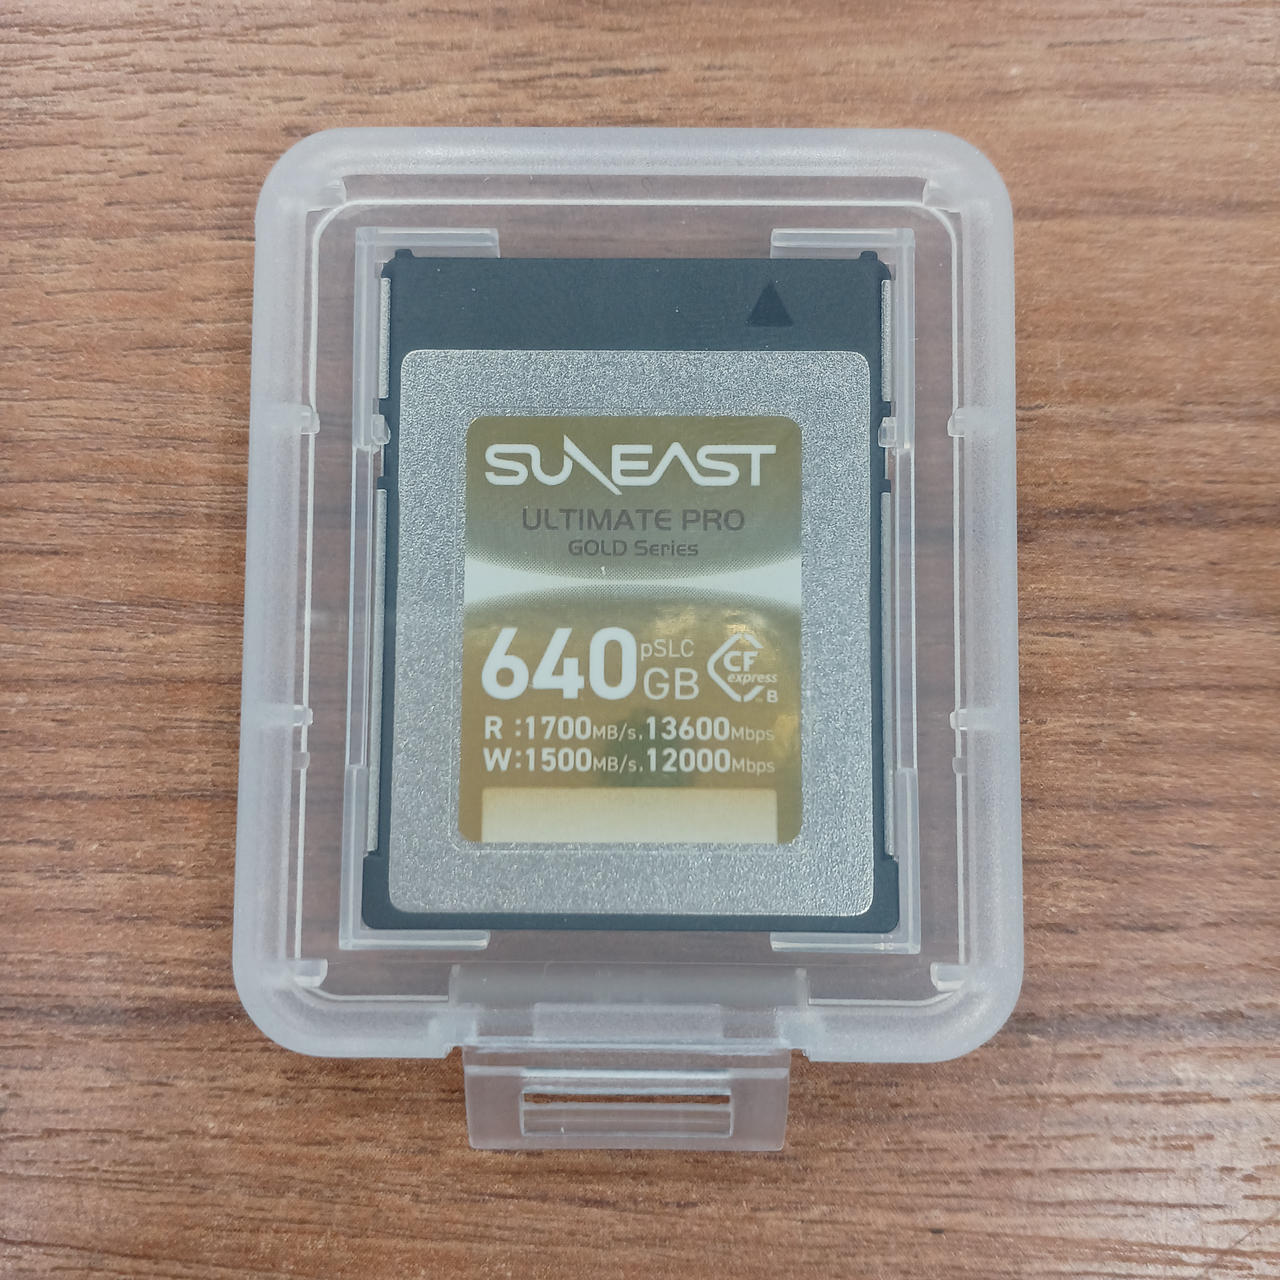 SUNEAST
ULTIMATE PRO
GOLD Series
640 pSLC GB
CF express B
R :1700MB/s, 13600Mbps
W:1500MB/s, 12000Mbps